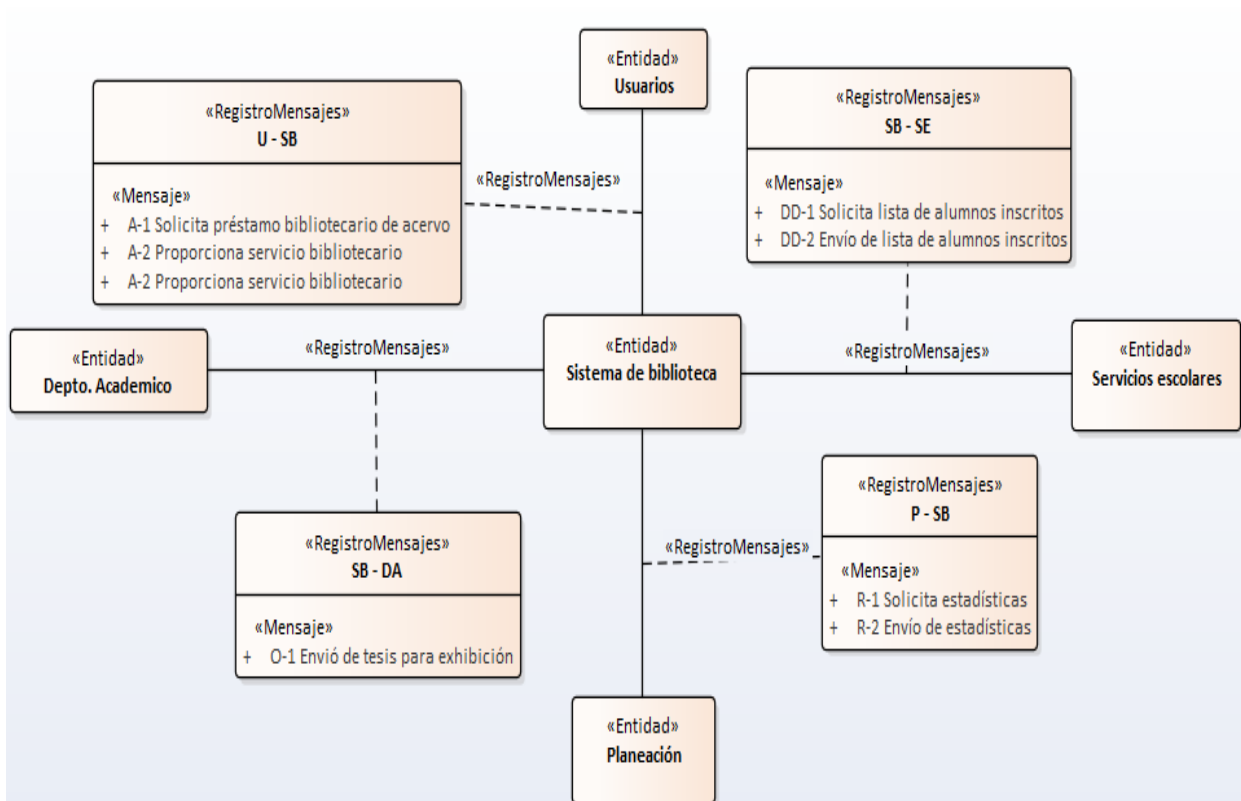 «Entidad»
Usuarios
«RegistroMensajes»
U - SB
«Mensaje»
+ A-1 Solicita préstamo bibliotecario de acervo
+ A-2 Proporciona servicio bibliotecario
+ A-2 Proporciona servicio bibliotecario
«RegistroMensajes»
«RegistroMensajes»
SB - SE
«Mensaje»
+ DD-1 Solicita lista de alumnos inscritos
+ DD-2 Envío de lista de alumnos inscritos
«Entidad»
Depto. Academico
«RegistroMensajes»
«Entidad»
Sistema de biblioteca
«RegistroMensajes»
«Entidad»
Servicios escolares
«RegistroMensajes»
SB - DA
«Mensaje»
+ O-1 Envió de tesis para exhibición
«RegistroMensajes»
«RegistroMensajes»
P - SB
«Mensaje»
+ R-1 Solicita estadísticas
+ R-2 Envío de estadísticas
«Entidad»
Planeación